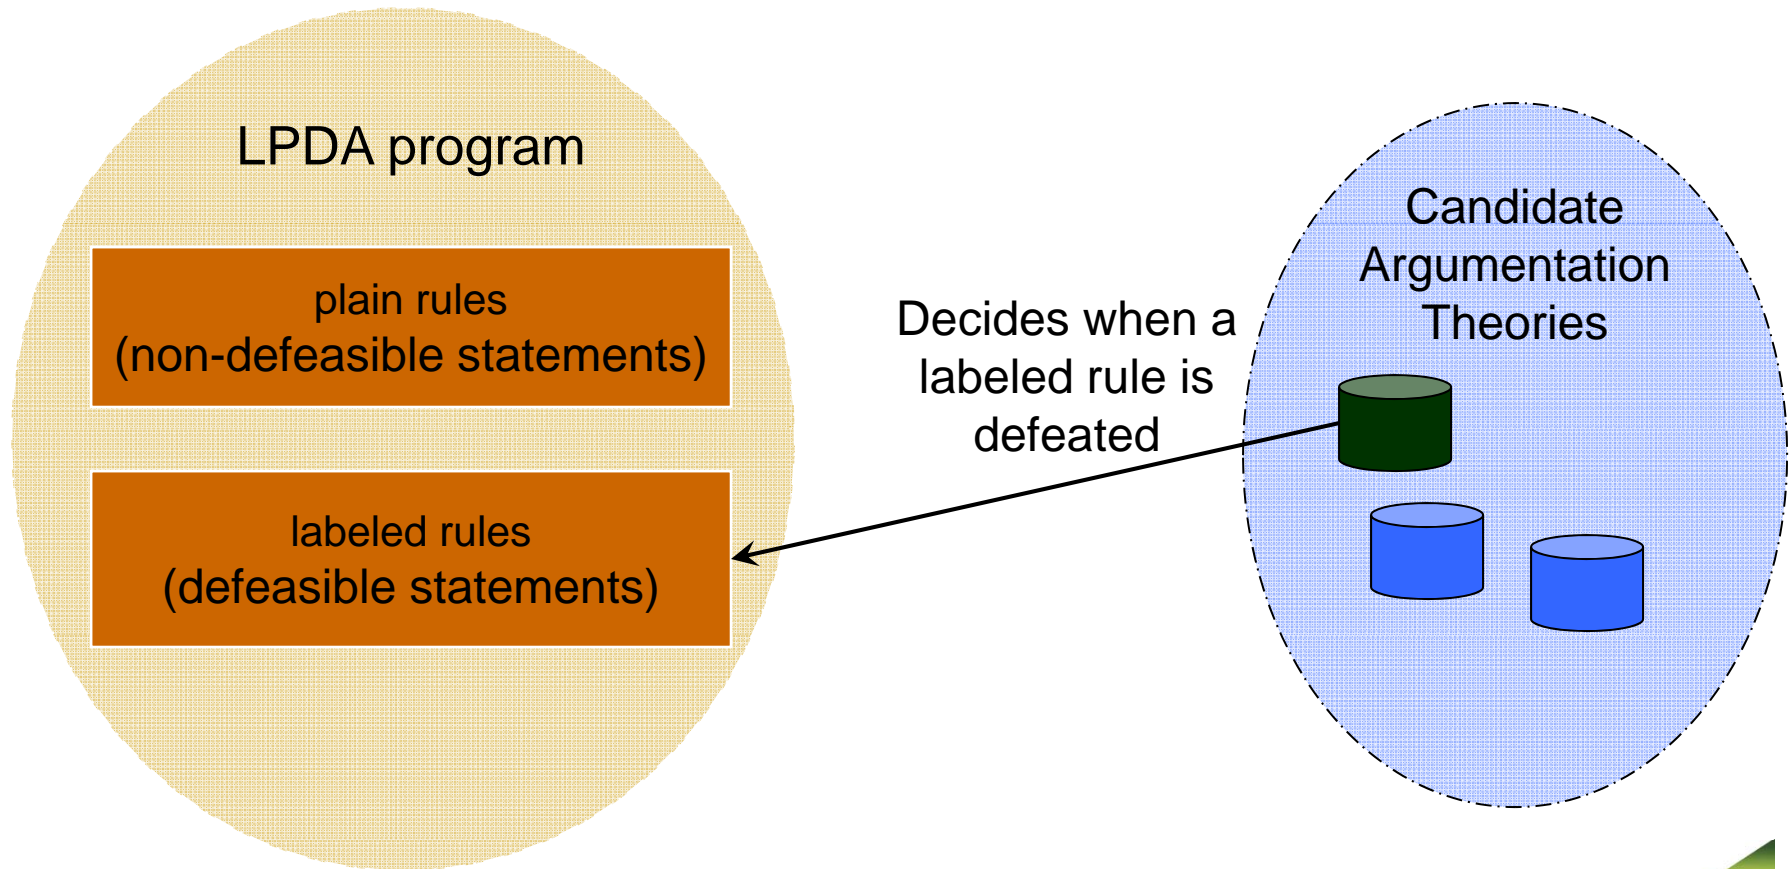 LPDA program
plain rules
(non-defeasible statements)
labeled rules
(defeasible statements)
Decides when a
labeled rule is
defeated
Candidate
Argumentation
Theories